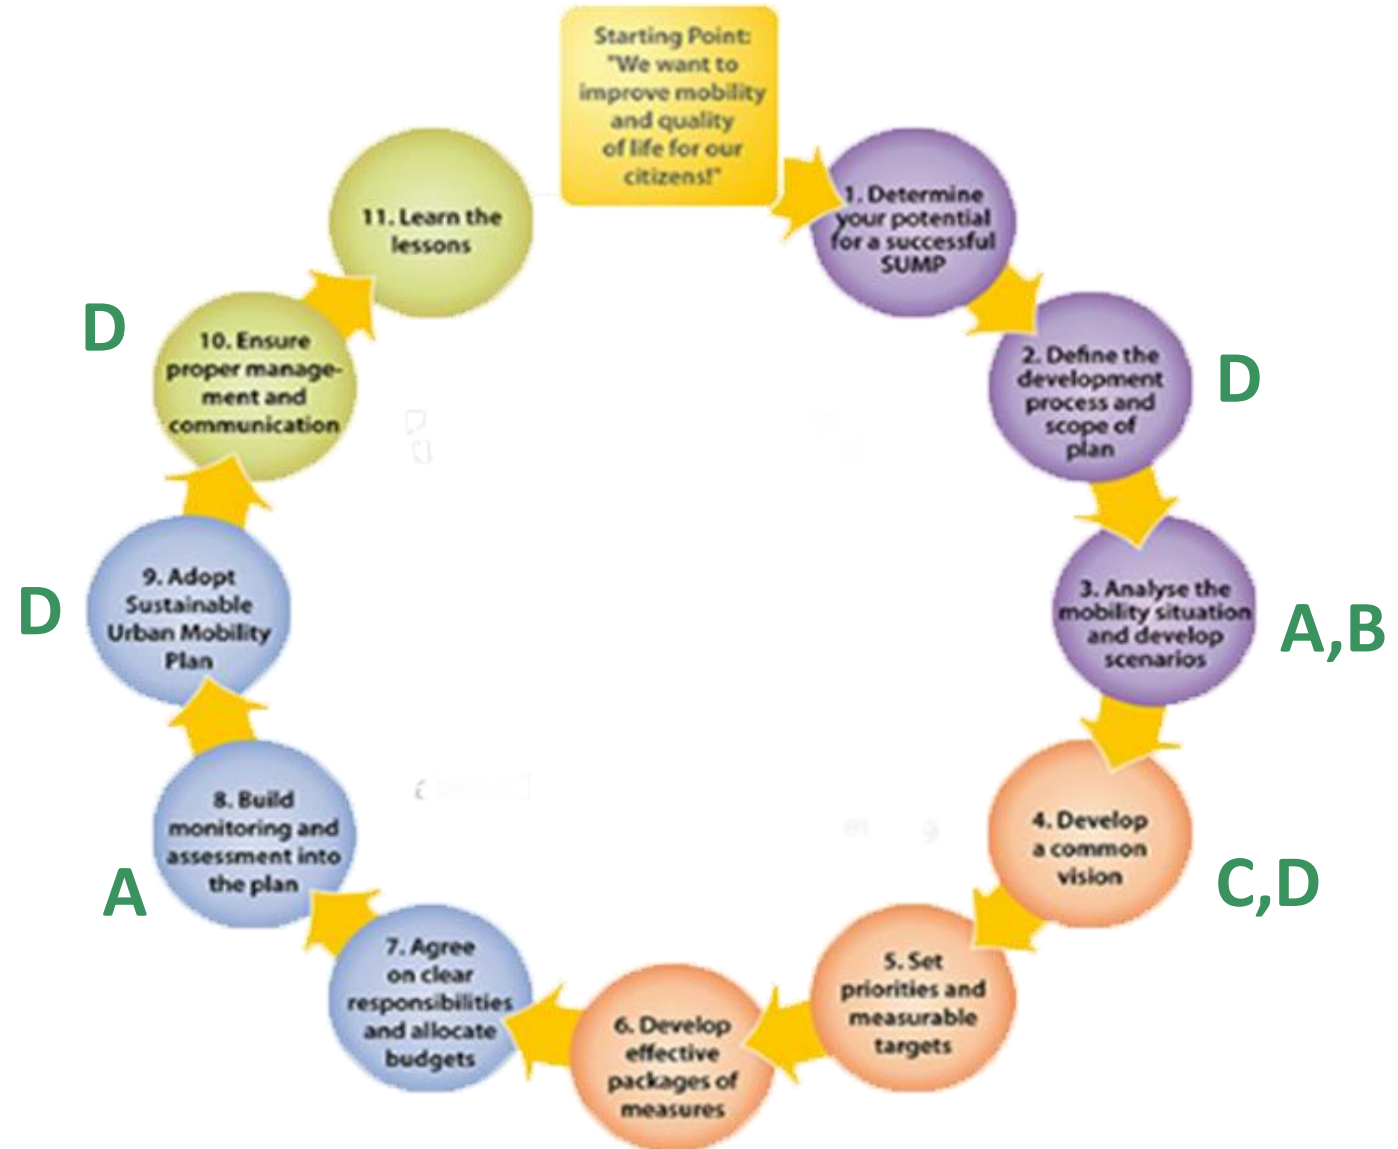 Starting Point:
"We want to
improve mobility
and quality
of life for our
citizens!"
1. Determine
your potential
for a successful
SUMP
2. Define the
development
process and
scope of
plan
D
3. Analyse the
mobility situation
and develop
scenarios
A,B
4. Develop
a common
vision
C,D
5. Set
priorities and
measurable
targets
6. Develop
effective
packages of
measures
7. Agree
on clear
responsibilities
and allocate
budgets
8. Build
monitoring and
assessment into
the plan
A
9. Adopt
Sustainable
Urban Mobility
Plan
D
10. Ensure
proper manage-
ment and
communication
D
11. Learn the
lessons